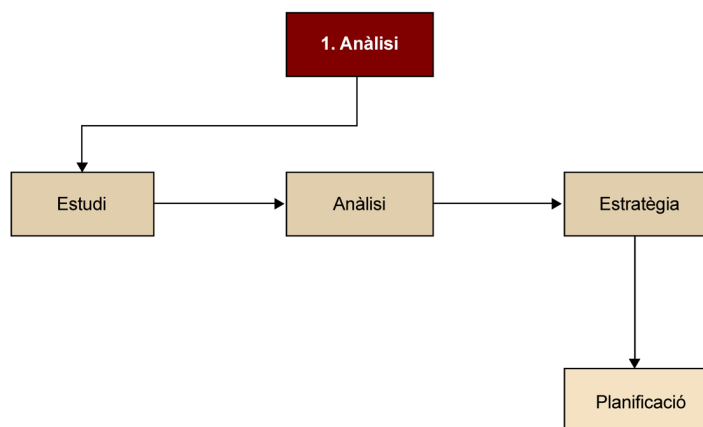 1. Anàlisi
Estudi
Anàlisi
Estratègia
Planificació